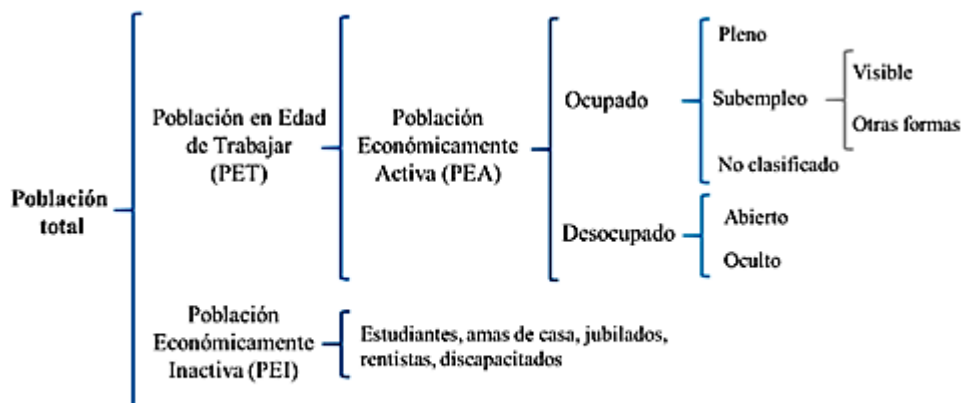 Población
total
Población en Edad
de Trabajar
(PET)
Población
Económicamente
Activa (PEA)
Ocupado
Pleno
Subempleo
Visible
Otras formas
No clasificado
Desocupado
Abierto
Oculto
Población
Económicamente
Inactiva (PEI)
Estudiantes, amas de casa, jubilados,
rentistas, discapacitados